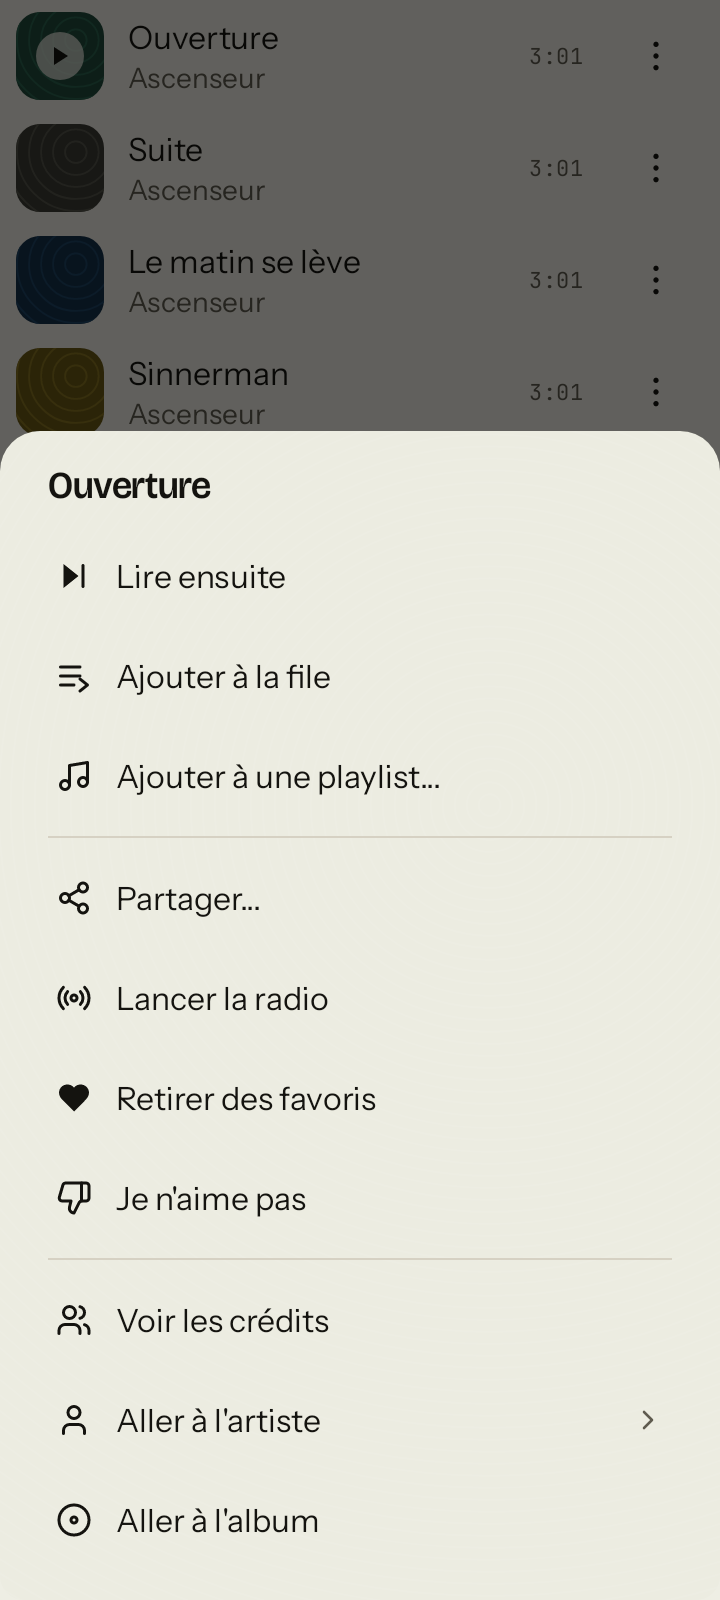 Ouverture
Ascenseur
3:01
Suite
Ascenseur
3:01
Le matin se lève
Ascenseur
3:01
Sinnerman
Ascenseur
3:01
Ouverture
Lire ensuite
Ajouter à la file
Ajouter à une playlist...
Partager...
Lancer la radio
Retirer des favoris
Je n'aime pas
Voir les crédits
Aller à l'artiste
Aller à l'album